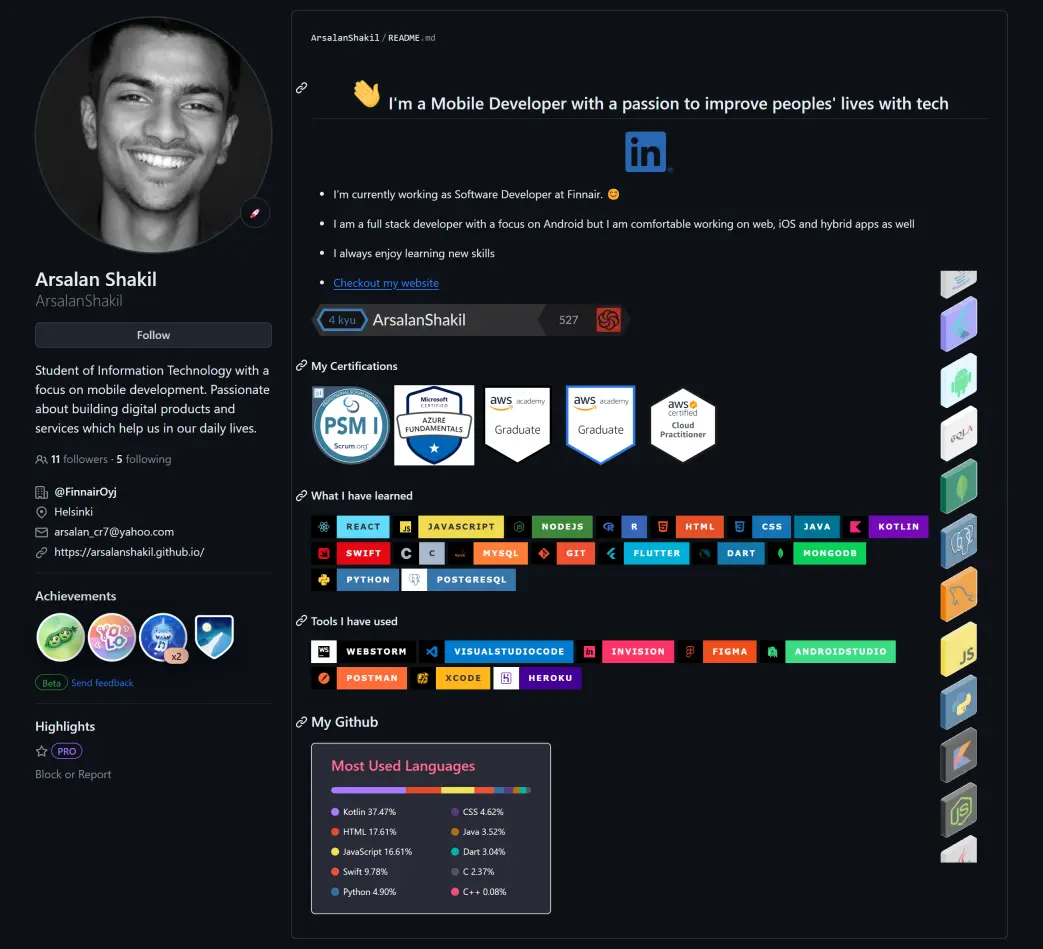 Arsalan Shakil
ArsalanShakil
Follow
Student of Information Technology with a
focus on mobile development. Passionate
about building digital products and
services which help us in our daily lives.
11 followers · 5 following
@FinnairOyj
Helsinki
arsalan_cr7@yahoo.com
https://arsalanshakil.github.io/
Achievements
YOLO
x2
Beta Send feedback
Highlights
PRO
Block or Report
ArsalanShakil/README.md
I'm a Mobile Developer with a passion to improve peoples' lives with tech
in
I'm currently working as Software Developer at Finnair.
I am a full stack developer with a focus on Android but I am comfortable working on web, iOS and hybrid apps as well
I always enjoy learning new skills
Checkout my website
4 kyu ArsalanShakil 527
My Certifications
PSM I
Scrum.org
Microsoft
CERTIFIED
AZURE
FUNDAMENTALS
aws academy
Graduate
aws academy
Graduate
aws
certified
Cloud
Practitioner
What I have learned
REACT JS JAVASCRIPT NODEJS R R HTML CSS JAVA KOTLIN
SWIFT C C MYSQL GIT FLUTTER DART MONGODB
PYTHON POSTGRESQL
Tools I have used
WS WEBSTORM VISUALSTUDIOCODE in INVISION FIGMA ANDROIDSTUDIO
POSTMAN XCODE HEROKU
My Github
Most Used Languages
Kotlin 37.47%
HTML 17.61%
JavaScript 16.61%
Swift 9.78%
Python 4.90%
CSS 4.62%
Java 3.52%
Dart 3.04%
C 2.37%
C++ 0.08%
JS
JS